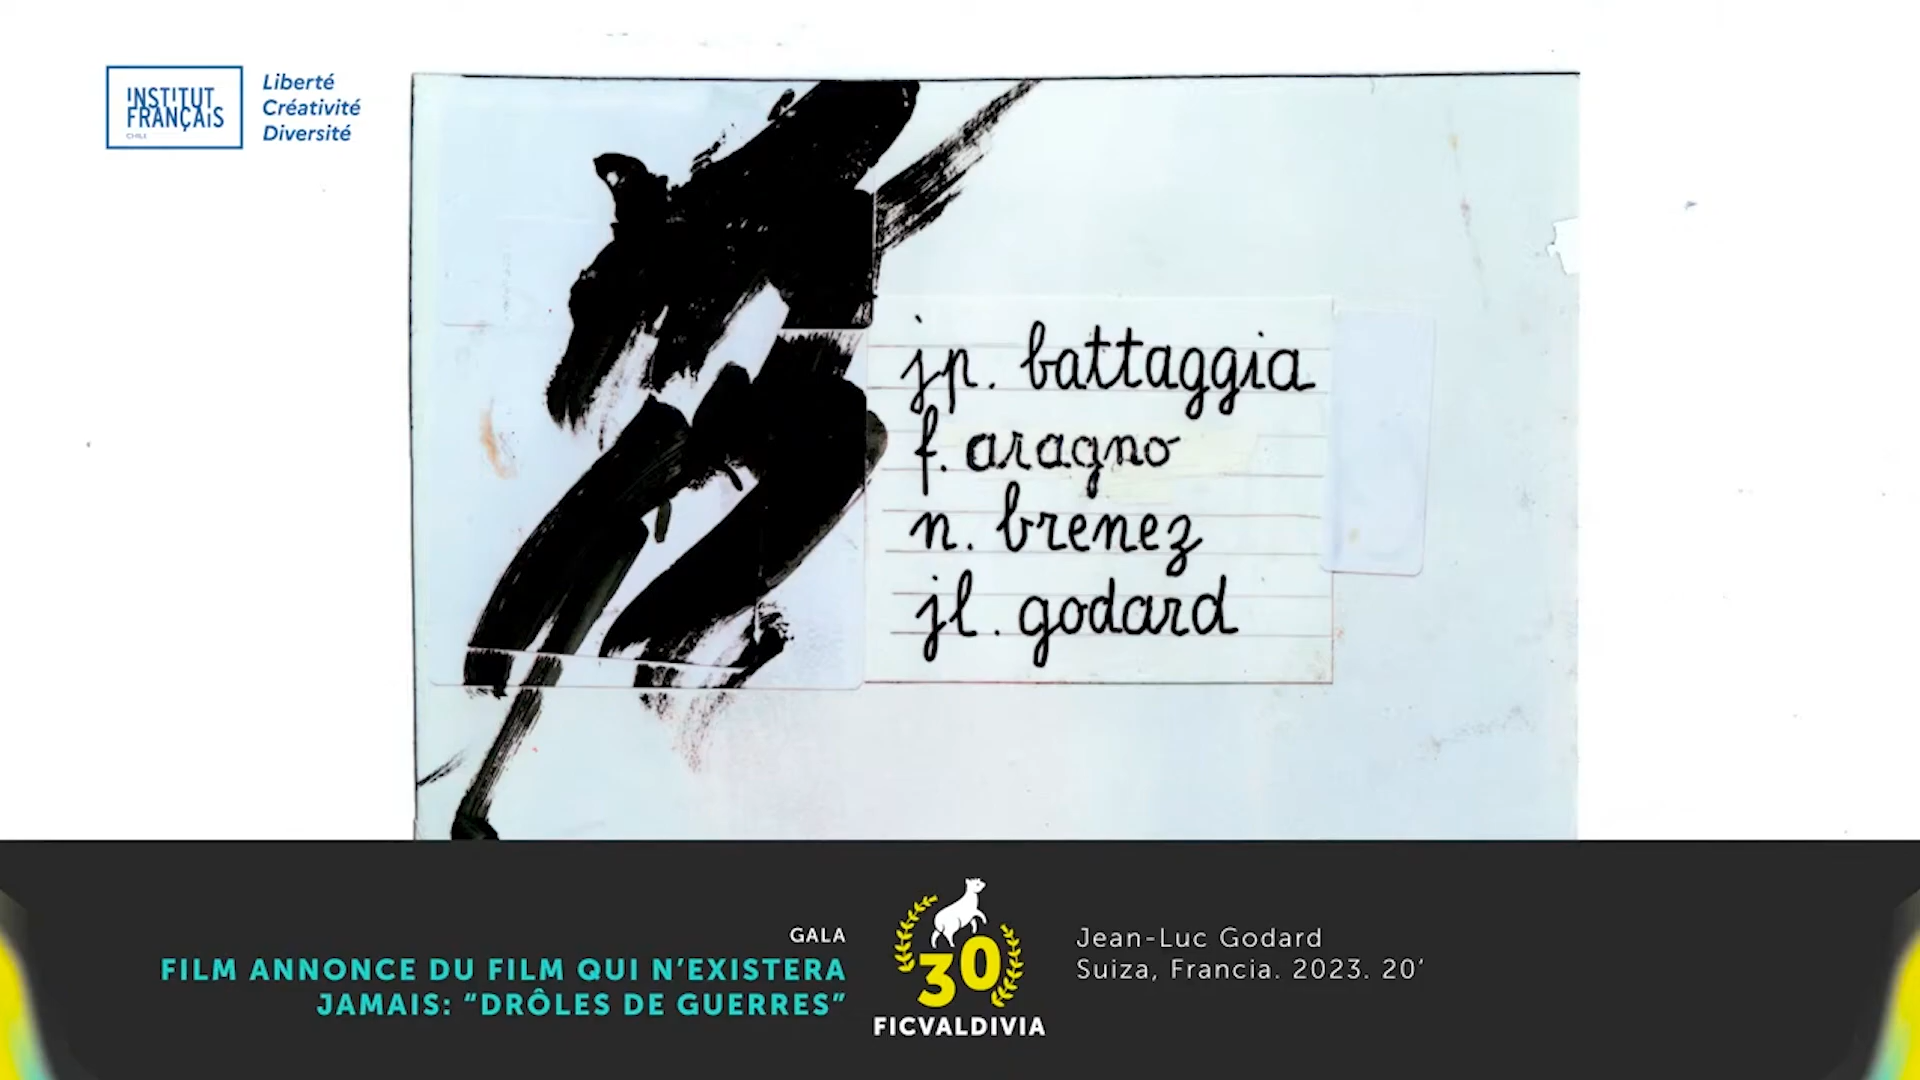 INSTITUT
FRANÇAIS
CHILE
Liberté
Créativité
Diversité
jp. battaggia
f. aragno
n. brenez
jl. godard
GALA
FILM ANNONCE DU FILM QUI N’EXISTERA
JAMAIS: “DRÔLES DE GUERRES”
30
FICVALDIVIA
Jean-Luc Godard
Suiza, Francia. 2023. 20’